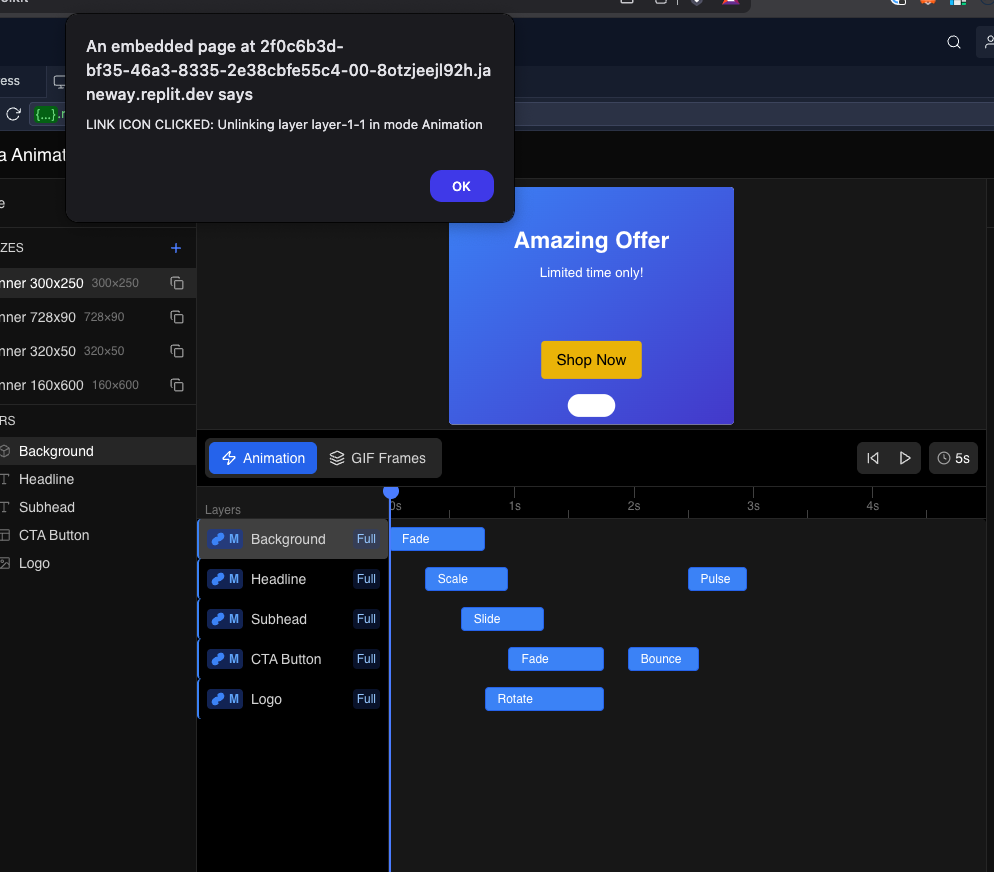 An embedded page at 2f0c6b3d-
bf35-46a3-8335-2e38cbfe55c4-00-8otzjeejl92h.ja
neway.replit.dev says
LINK ICON CLICKED: Unlinking layer layer-1-1 in mode Animation
OK
ess
{...}.r
a Animat
e
ZES
+
nner 300x250 300×250
nner 728x90 728×90
nner 320x50 320×50
nner 160x600 160×600
RS
Background
Headline
Subhead
CTA Button
Logo
Amazing Offer
Limited time only!
Shop Now
Animation
GIF Frames
5s
Layers
0s 1s 2s 3s 4s
M Background Full Fade
M Headline Full Scale Pulse
M Subhead Full Slide
M CTA Button Full Fade Bounce
M Logo Full Rotate